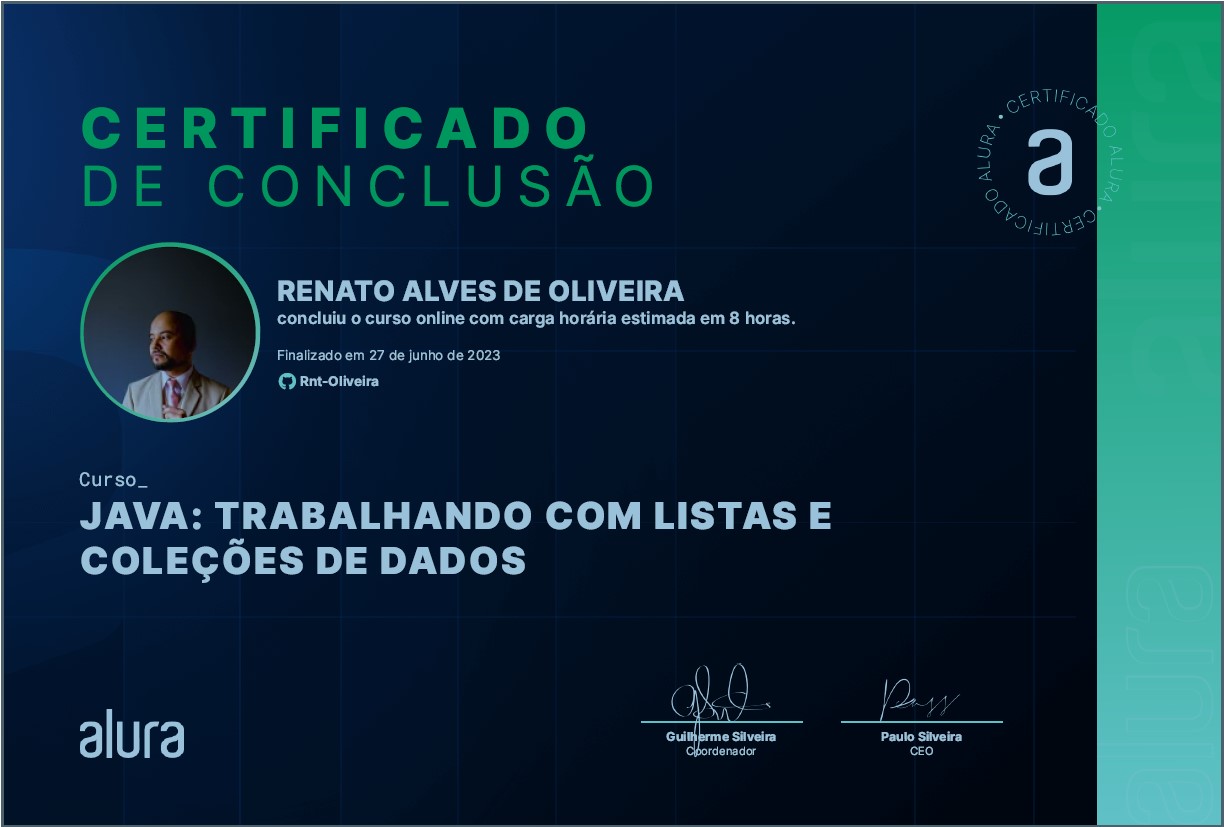 CERTIFICADO
DE CONCLUSÃO
CERTIFICADO ALURA • CERTIFICADO ALURA •
a
RENATO ALVES DE OLIVEIRA
concluiu o curso online com carga horária estimada em 8 horas.
Finalizado em 27 de junho de 2023
Rnt-Oliveira
Curso_
JAVA: TRABALHANDO COM LISTAS E
COLEÇÕES DE DADOS
alura
Guilherme Silveira
Coordenador
Paulo Silveira
CEO
alura
alura